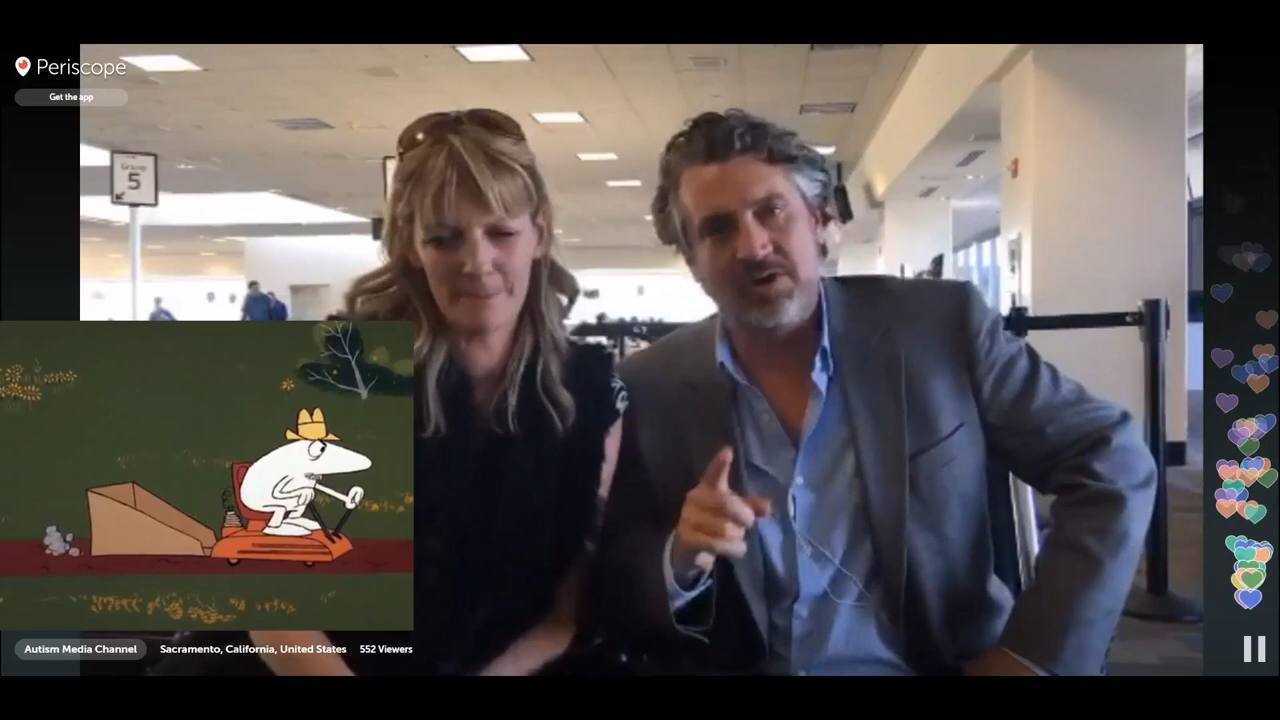 Periscope
Get the app
Group
5
Autism Media Channel
Sacramento, California, United States
552 Viewers